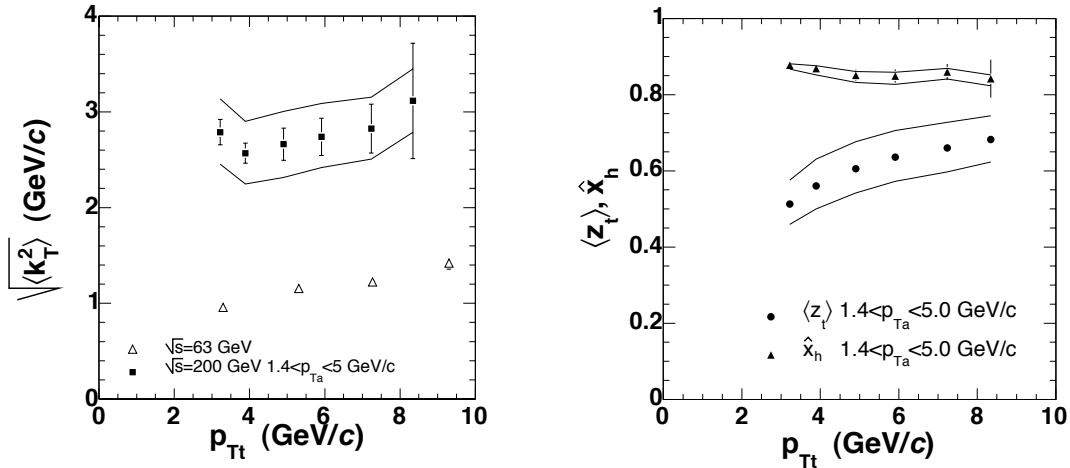 4
3
2
1
0
√⟨k²_T⟩ (GeV/c)
√s=63 GeV
√s=200 GeV 1.4<p_Ta<5 GeV/c
0 2 4 6 8 10
p_Tt (GeV/c)
1
0.8
0.6
0.4
0.2
0
⟨z_t⟩, x̂_h
⟨z_t⟩ 1.4<p_Ta<5.0 GeV/c
x̂_h 1.4<p_Ta<5.0 GeV/c
0 2 4 6 8 10
p_Tt (GeV/c)